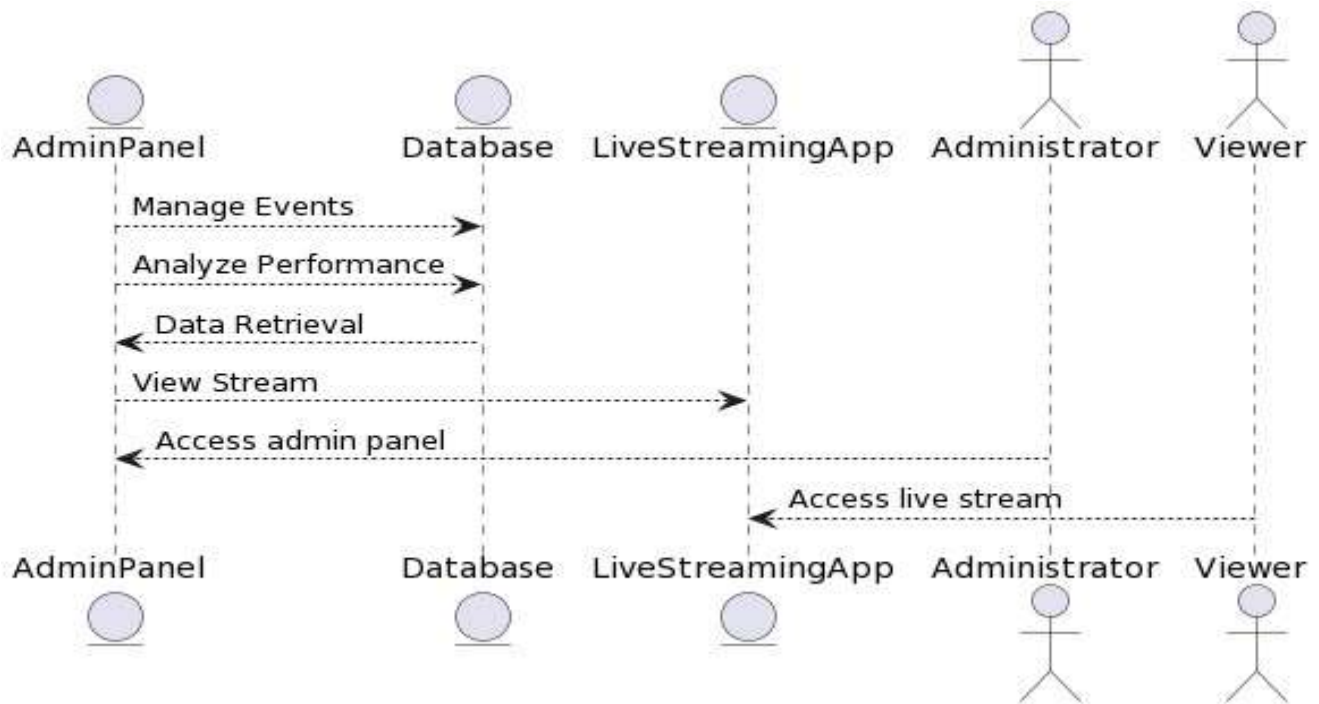 AdminPanel Database LiveStreamingApp Administrator Viewer
Manage Events
Analyze Performance
Data Retrieval
View Stream
Access admin panel
Access live stream
AdminPanel Database LiveStreamingApp Administrator Viewer